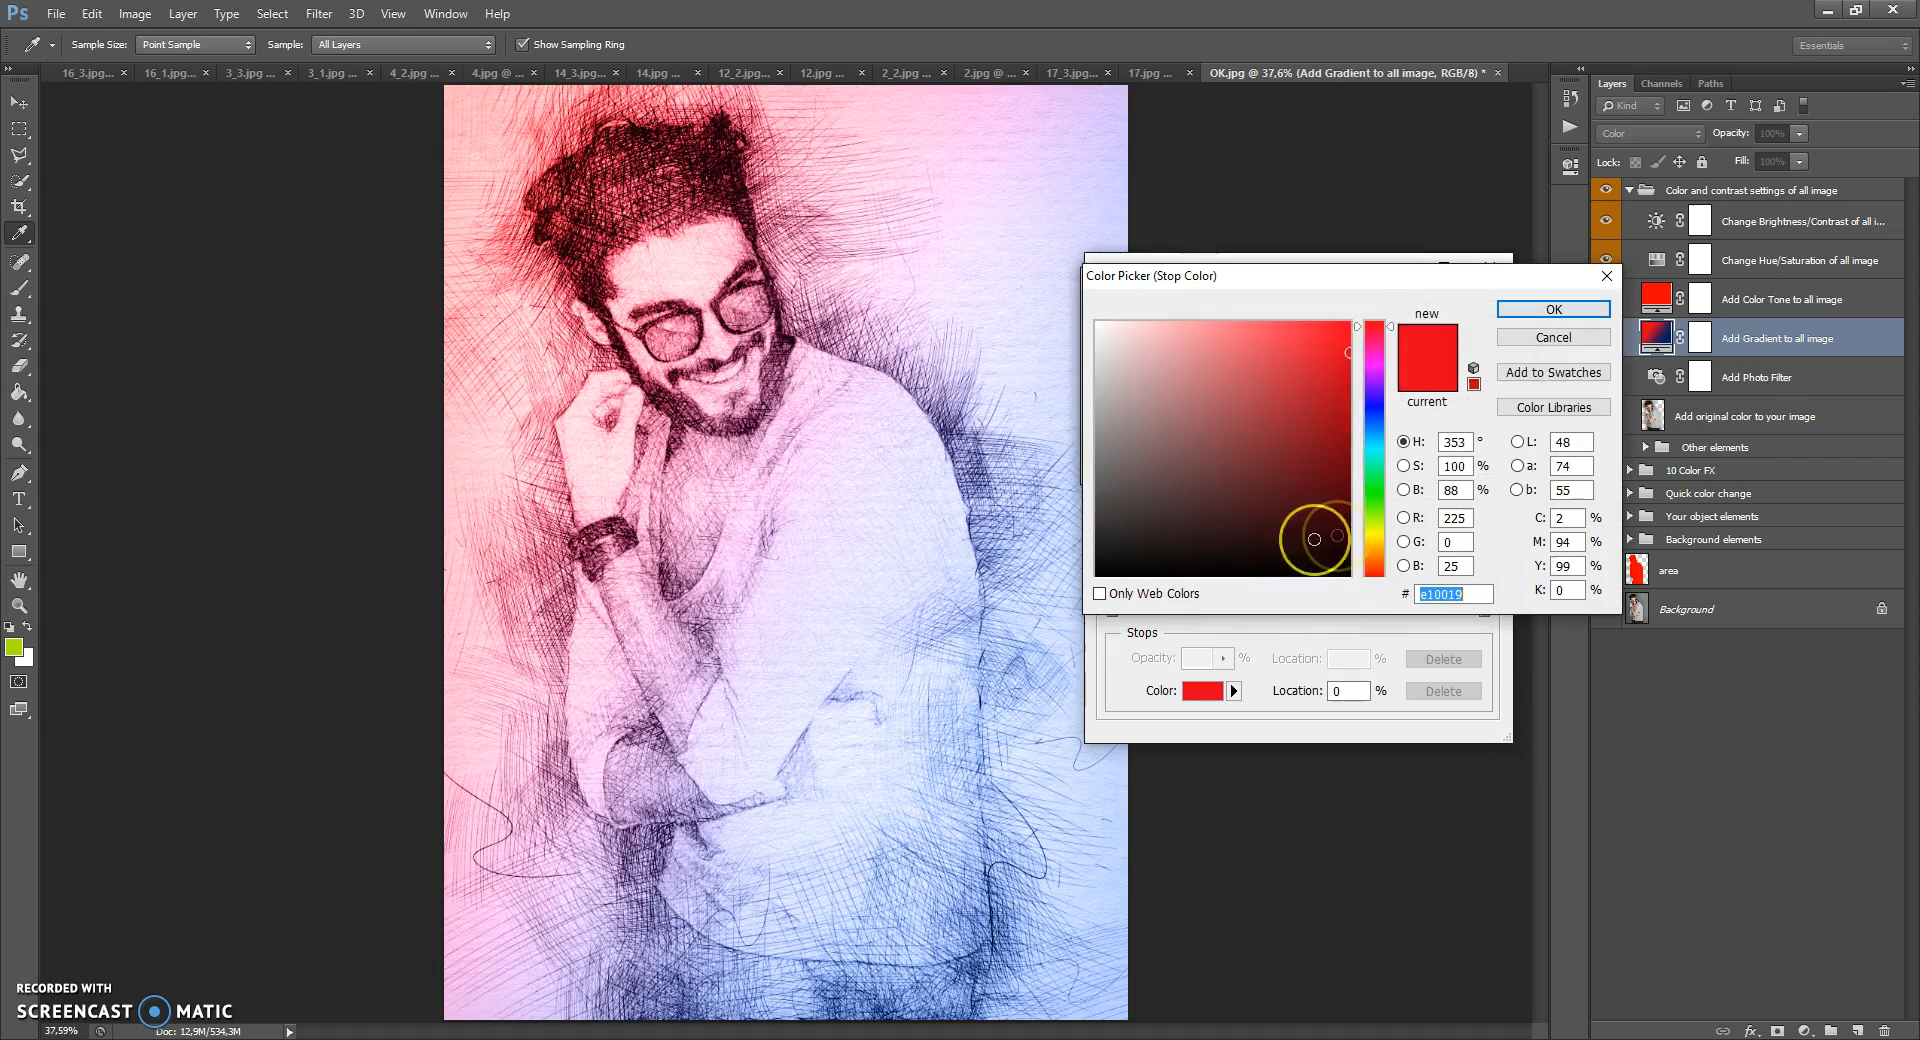 Ps File Edit Image Layer Type Select Filter 3D View Window Help
Sample Size: Point Sample Sample: All Layers Show Sampling Ring Essentials
16_3.jpg... × 16_1.jpg... × 3_3.jpg ... × 3_1.jpg ... × 4_2.jpg ... × 4.jpg @ ... × 14_3.jpg... × 14.jpg ... × 12_2.jpg... × 12.jpg ... × 2_2.jpg ... × 2.jpg @ ... × 17_3.jpg... × 17.jpg ... × OK.jpg @ 37,6% (Add Gradient to all image, RGB/8) * ×
Layers Channels Paths
Kind
Color Opacity: 100%
Lock: Fill: 100%
Color and contrast settings of all image
Change Brightness/Contrast of all i...
Change Hue/Saturation of all image
Add Color Tone to all image
Add Gradient to all image
Add Photo Filter
Add original color to your image
Other elements
10 Color FX
Quick color change
Your object elements
Background elements
area
Background
Color Picker (Stop Color)
new
current
OK
Cancel
Add to Swatches
Color Libraries
H: 353 ° L: 48
S: 100 % a: 74
B: 88 % b: 55
R: 225 C: 2 %
G: 0 M: 94 %
B: 25 Y: 99 %
# e10019 K: 0 %
Only Web Colors
Stops
Opacity: % Location: % Delete
Color: Location: 0 % Delete
RECORDED WITH
SCREENCAST MATIC
37,59% Doc: 12,9M/534,3M
fx